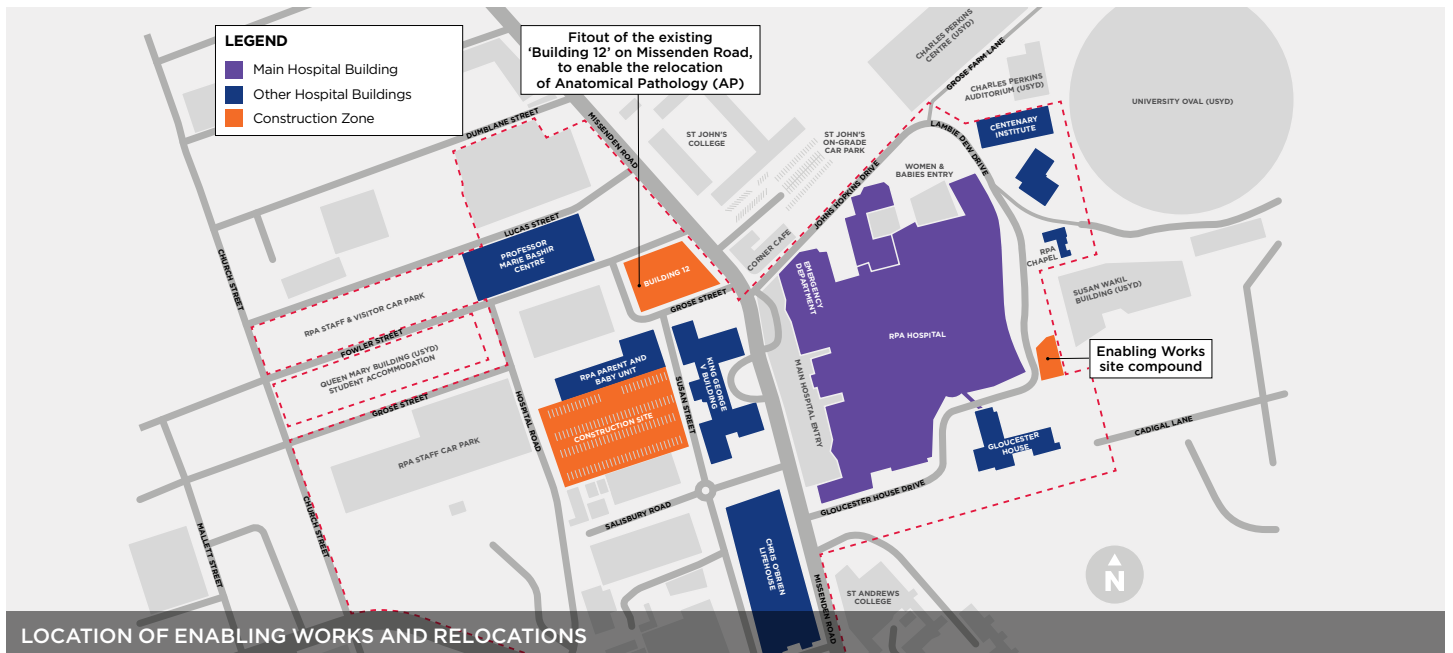 LEGEND
Main Hospital Building
Other Hospital Buildings
Construction Zone
Fitout of the existing
‘Building 12’ on Missenden Road,
to enable the relocation
of Anatomical Pathology (AP)
CHARLES PERKINS
CENTRE (USYD)
GROSE FARM LANE
CHARLES PERKINS
AUDITORIUM (USYD)
UNIVERSITY OVAL (USYD)
DUMBLANE STREET
MISSENDEN ROAD
ST JOHN'S
COLLEGE
ST JOHN'S
ON-GRADE
CAR PARK
CENTENARY
INSTITUTE
LAMBIE DEW DRIVE
WOMEN &
BABIES ENTRY
JOHNS HOPKINS DRIVE
LUCAS STREET
PROFESSOR
MARIE BASHIR
CENTRE
CORNER CAFE
RPA
CHAPEL
CHURCH STREET
BUILDING 12
EMERGENCY
DEPARTMENT
SUSAN WAKIL
BUILDING (USYD)
RPA STAFF & VISITOR CAR PARK
GROSE STREET
FOWLER STREET
RPA HOSPITAL
QUEEN MARY BUILDING (USYD)
STUDENT ACCOMMODATION
RPA PARENT AND
BABY UNIT
KING GEORGE
V BUILDING
Enabling Works
site compound
GROSE STREET
SUSAN STREET
MAIN HOSPITAL ENTRY
HOSPITAL ROAD
CONSTRUCTION SITE
RPA STAFF CAR PARK
GLOUCESTER
HOUSE
CADIGAL LANE
GLOUCESTER HOUSE DRIVE
SALISBURY ROAD
CHURCH STREET
MALLETT STREET
CHRIS O'BRIEN
LIFEHOUSE
MISSENDEN ROAD
ST ANDREWS
COLLEGE
N
LOCATION OF ENABLING WORKS AND RELOCATIONS